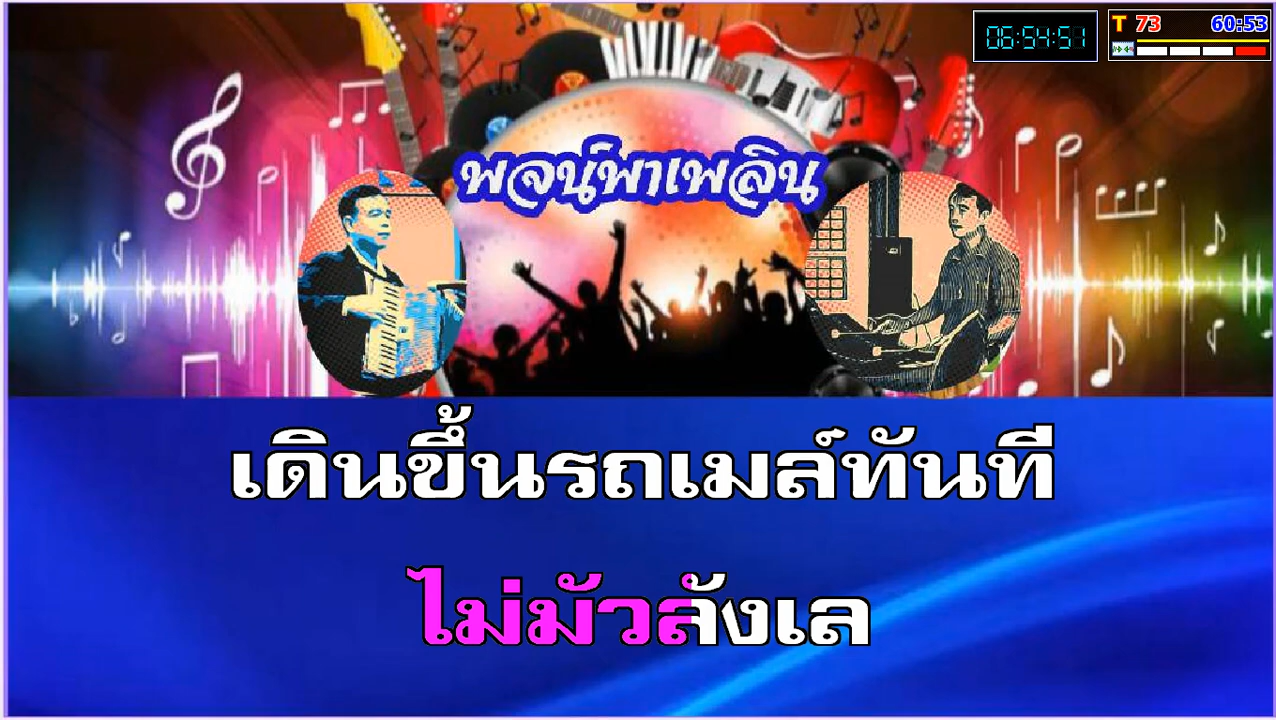 06:54:51
T 73 60:53
พจน์พาเพลิน
เดินขึ้นรถเมล์ทันที
ไม่มัวลังเล